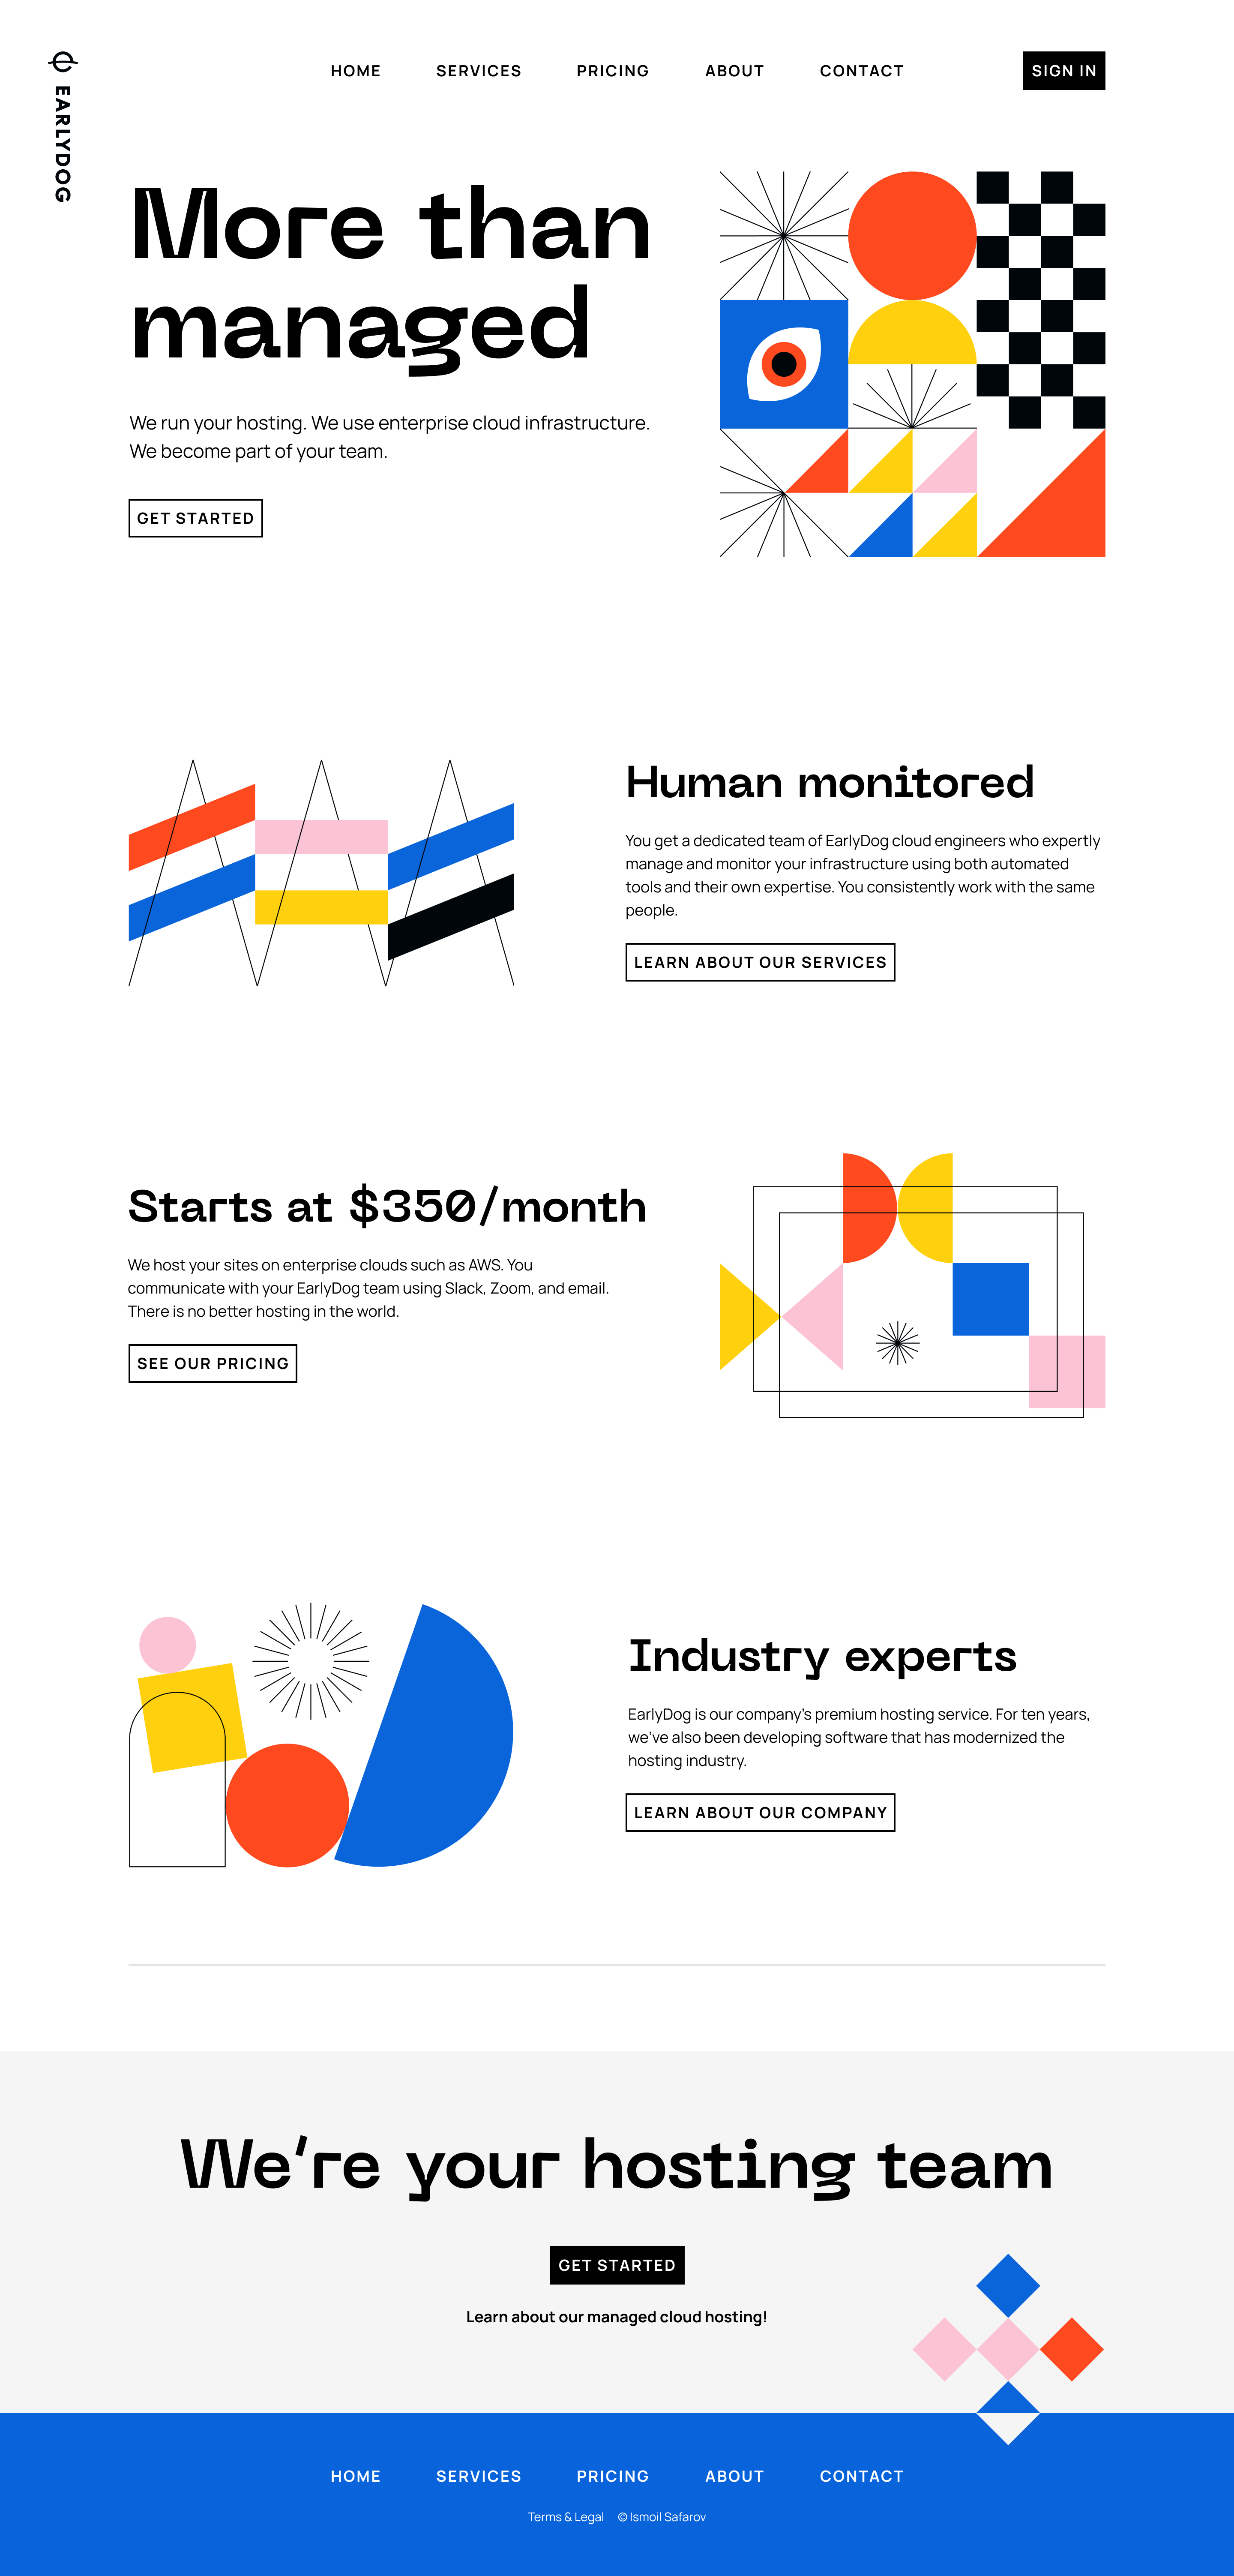 EARLYDOG
HOME SERVICES PRICING ABOUT CONTACT
SIGN IN
More than
managed
We run your hosting. We use enterprise cloud infrastructure.
We become part of your team.
GET STARTED
Human monitored
You get a dedicated team of EarlyDog cloud engineers who expertly
manage and monitor your infrastructure using both automated
tools and their own expertise. You consistently work with the same
people.
LEARN ABOUT OUR SERVICES
Starts at $350/month
We host your sites on enterprise clouds such as AWS. You
communicate with your EarlyDog team using Slack, Zoom, and email.
There is no better hosting in the world.
SEE OUR PRICING
Industry experts
EarlyDog is our company's premium hosting service. For ten years,
we've also been developing software that has modernized the
hosting industry.
LEARN ABOUT OUR COMPANY
We're your hosting team
GET STARTED
Learn about our managed cloud hosting!
HOME SERVICES PRICING ABOUT CONTACT
Terms & Legal © Ismoil Safarov